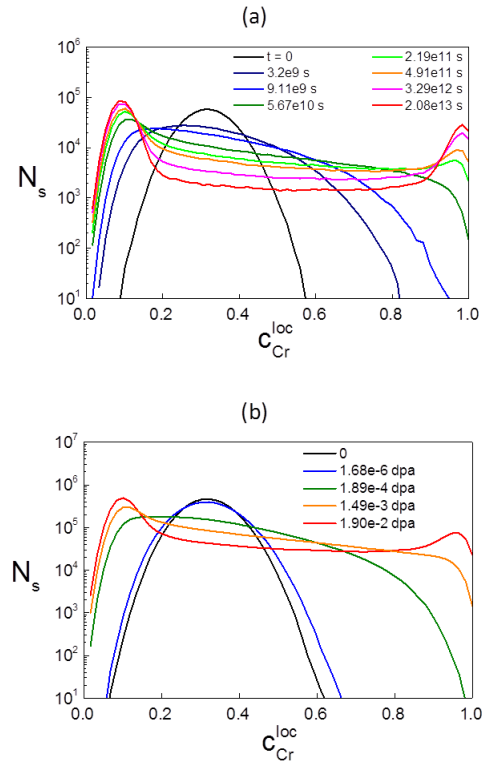 (a)
10^6
10^5
10^4
10^3
10^2
10^1
N_s
t = 0
3.2e9 s
9.11e9 s
5.67e10 s
2.19e11 s
4.91e11 s
3.29e12 s
2.08e13 s
0.0 0.2 0.4 0.6 0.8 1.0
c_Cr^loc
(b)
10^7
10^6
10^5
10^4
10^3
10^2
10^1
N_s
0
1.68e-6 dpa
1.89e-4 dpa
1.49e-3 dpa
1.90e-2 dpa
0.0 0.2 0.4 0.6 0.8 1.0
c_Cr^loc